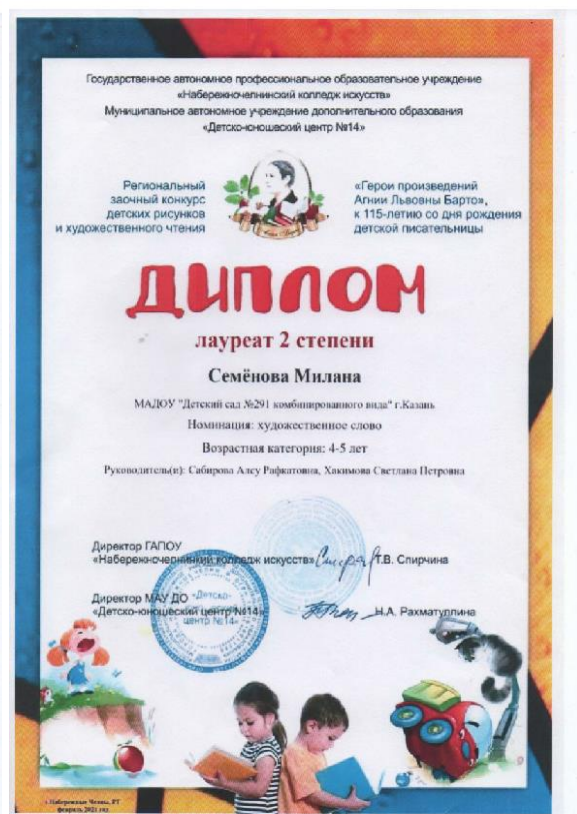 Государственное автономное профессиональное образовательное учреждение
«Набережночелнинский колледж искусств»
Муниципальное автономное учреждение дополнительного образования
«Детско-юношеский центр №14»
Региональный
заочный конкурс
детских рисунков
и художественного чтения
«Герои произведений
Агнии Львовны Барто»,
к 115-летию со дня рождения
детской писательницы
ДИПЛОМ
лауреат 2 степени
Семёнова Милана
МАДОУ "Детский сад №291 комбинированного вида" г.Казань
Номинация: художественное слово
Возрастная категория: 4-5 лет
Руководитель(и): Сабирова Алсу Рафкатовна, Хакимова Светлана Петровна
Директор ГАПОУ
«Набережночелнинский колледж искусств» Т.В. Спирчина
Директор МАУ ДО
«Детско-юношеский центр №14» Н.А. Рахматуллина
«Детско-
центр №14»
г.Набережные Челны, РТ
февраль 2021 год